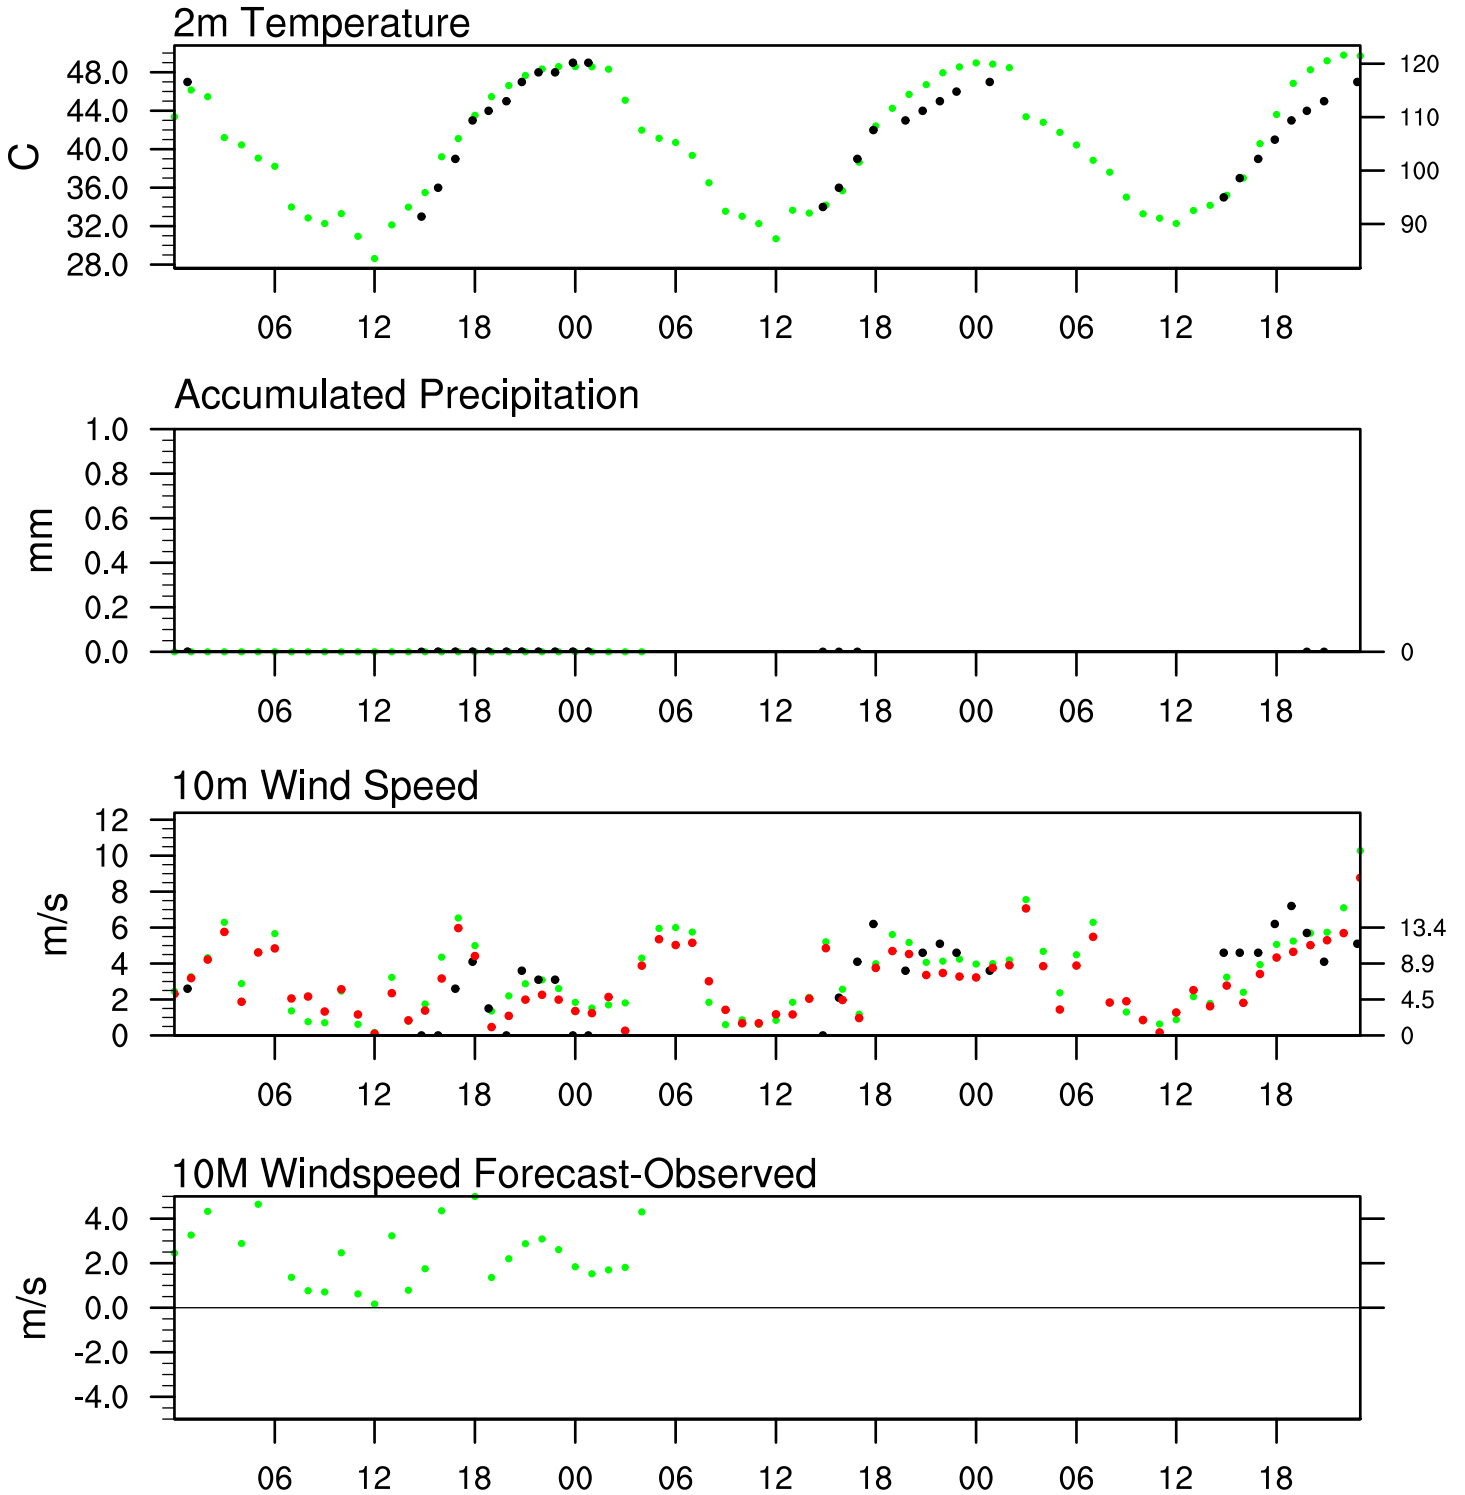 2m Temperature
48.0 120
44.0 110
C 40.0
36.0 100
32.0 90
28.0
06 12 18 00 06 12 18 00 06 12 18
Accumulated Precipitation
1.0
0.8
0.6
mm
0.4
0.2
0.0 0
06 12 18 00 06 12 18 00 06 12 18
10m Wind Speed
12
10
8
m/s 6 13.4
4 8.9
2 4.5
0 0
06 12 18 00 06 12 18 00 06 12 18
10M Windspeed Forecast-Observed
4.0
2.0
m/s 0.0
-2.0
-4.0
06 12 18 00 06 12 18 00 06 12 18